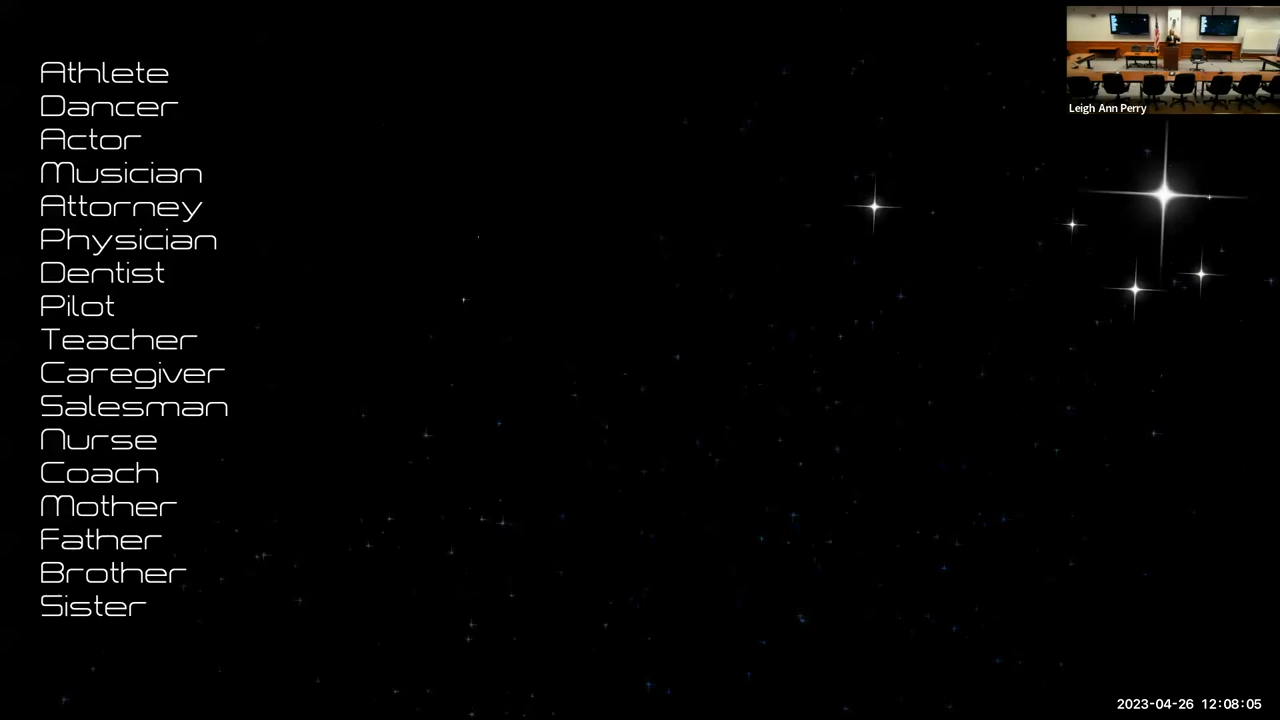 Athlete
Dancer
Actor
Musician
Attorney
Physician
Dentist
Pilot
Teacher
Caregiver
Salesman
Nurse
Coach
Mother
Father
Brother
Sister
Leigh Ann Perry
2023-04-26 12:08:05